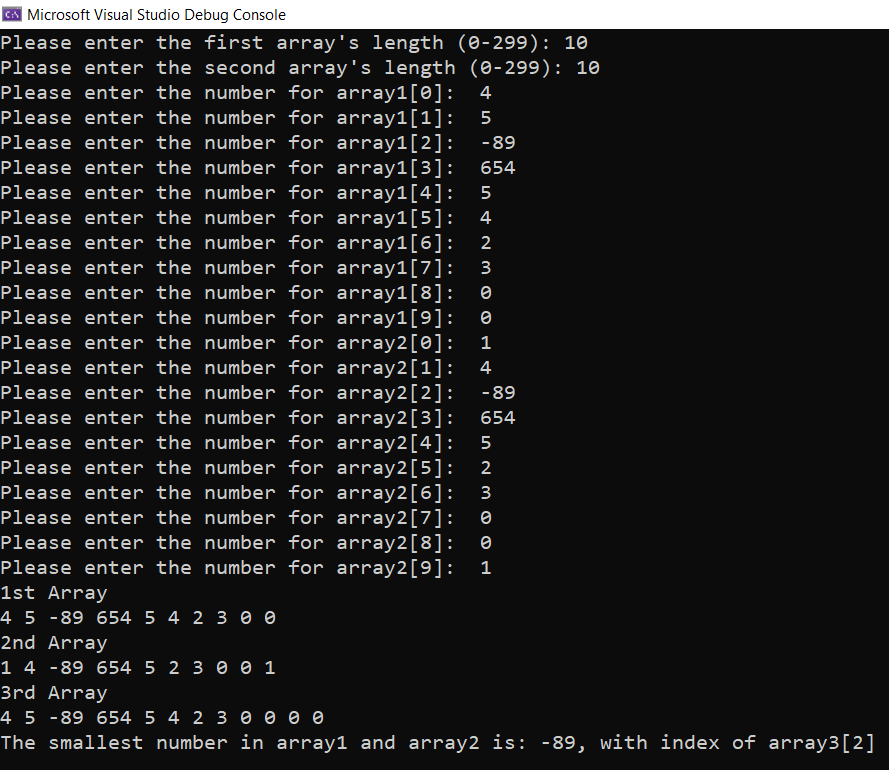 Microsoft Visual Studio Debug Console
Please enter the first array's length (0-299): 10
Please enter the second array's length (0-299): 10
Please enter the number for array1[0]:  4
Please enter the number for array1[1]:  5
Please enter the number for array1[2]:  -89
Please enter the number for array1[3]:  654
Please enter the number for array1[4]:  5
Please enter the number for array1[5]:  4
Please enter the number for array1[6]:  2
Please enter the number for array1[7]:  3
Please enter the number for array1[8]:  0
Please enter the number for array1[9]:  0
Please enter the number for array2[0]:  1
Please enter the number for array2[1]:  4
Please enter the number for array2[2]:  -89
Please enter the number for array2[3]:  654
Please enter the number for array2[4]:  5
Please enter the number for array2[5]:  2
Please enter the number for array2[6]:  3
Please enter the number for array2[7]:  0
Please enter the number for array2[8]:  0
Please enter the number for array2[9]:  1
1st Array
4 5 -89 654 5 4 2 3 0 0
2nd Array
1 4 -89 654 5 2 3 0 0 1
3rd Array
4 5 -89 654 5 4 2 3 0 0 0 0
The smallest number in array1 and array2 is: -89, with index of array3[2]